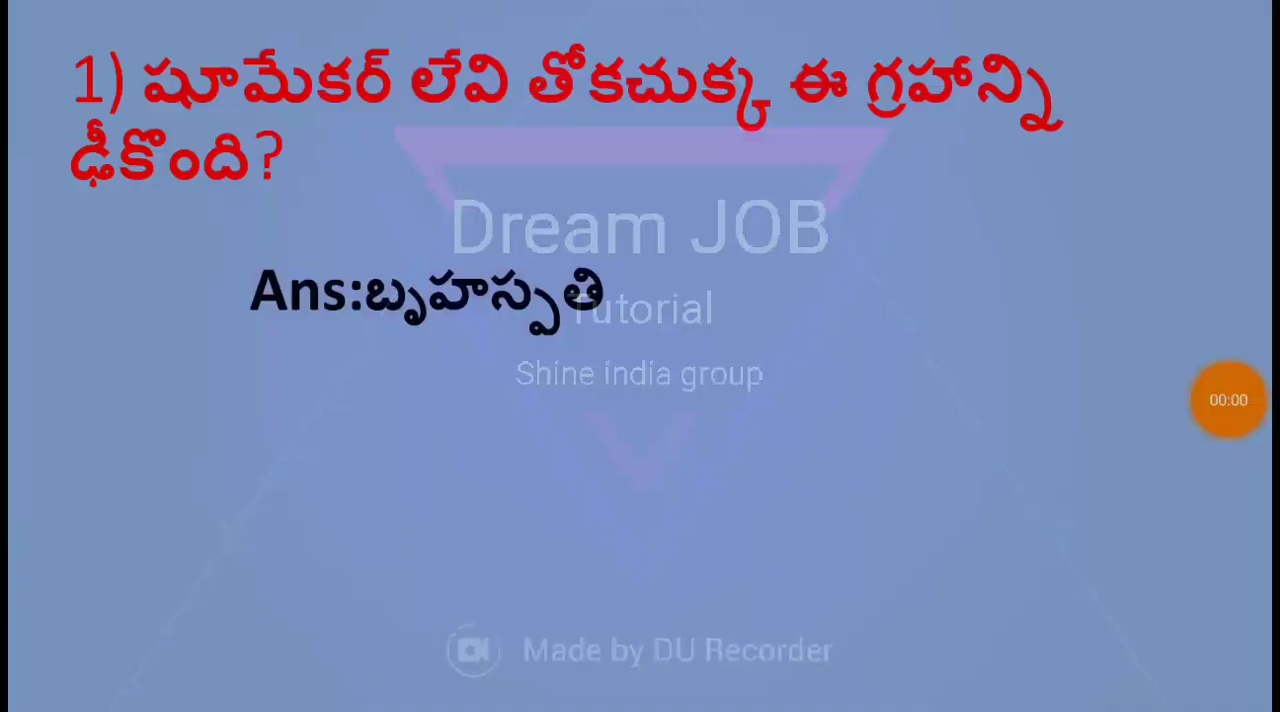 1) షూమేకర్ లేవి తోకచుక్క ఈ గ్రహాన్ని
ఢీకొంది?
Dream JOB
Ans:బృహస్పతి
Tutorial
Shine india group
00:00
Made by DU Recorder